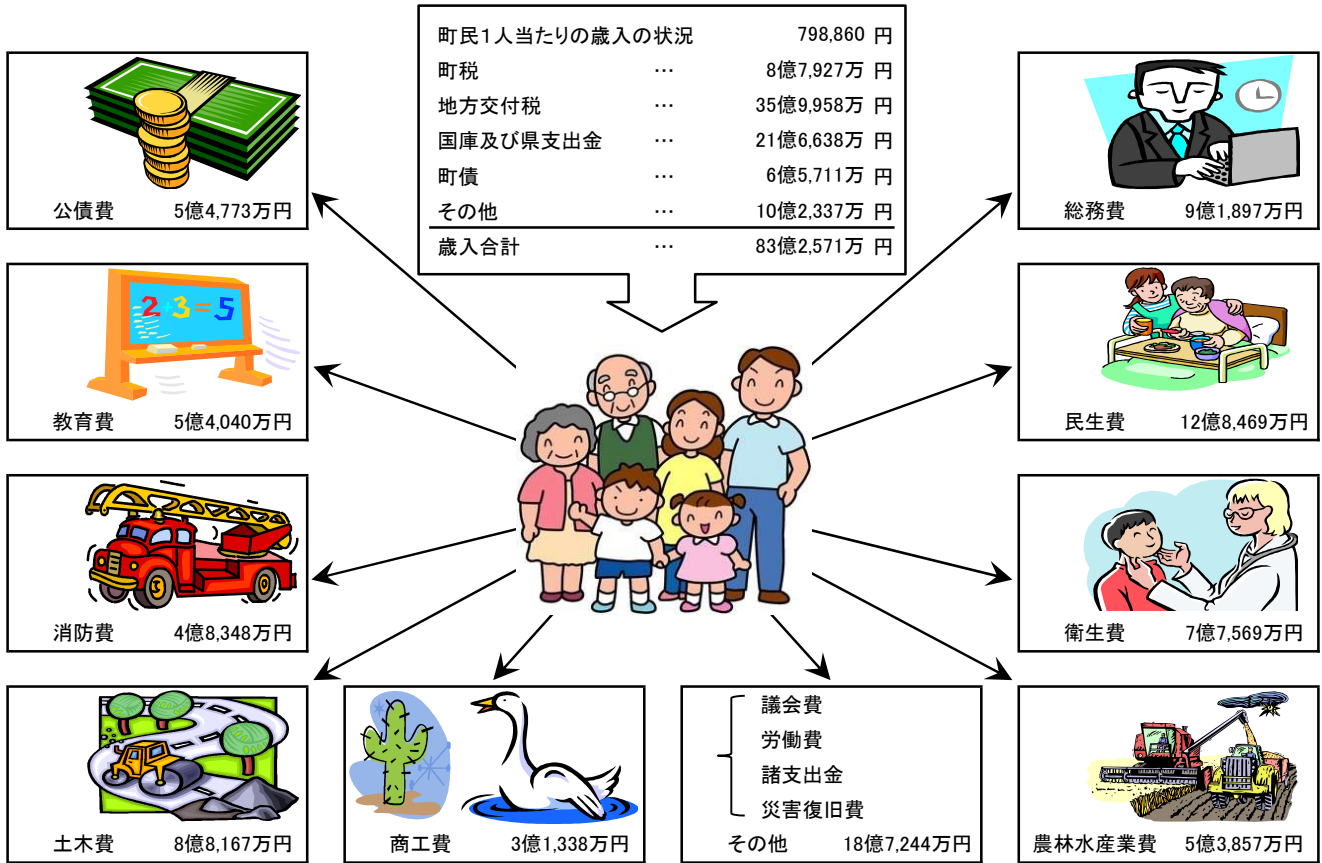 町民1人当たりの歳入の状況 798,860 円
町税 … 8億7,927万 円
地方交付税 … 35億9,958万 円
国庫及び県支出金 … 21億6,638万 円
町債 … 6億5,711万 円
その他 … 10億2,337万 円
歳入合計 … 83億2,571万 円
公債費 5億4,773万円
総務費 9億1,897万円
2+3=5
教育費 5億4,040万円
民生費 12億8,469万円
消防費 4億8,348万円
衛生費 7億7,569万円
土木費 8億8,167万円
商工費 3億1,338万円
議会費
労働費
諸支出金
災害復旧費
その他 18億7,244万円
農林水産業費 5億3,857万円